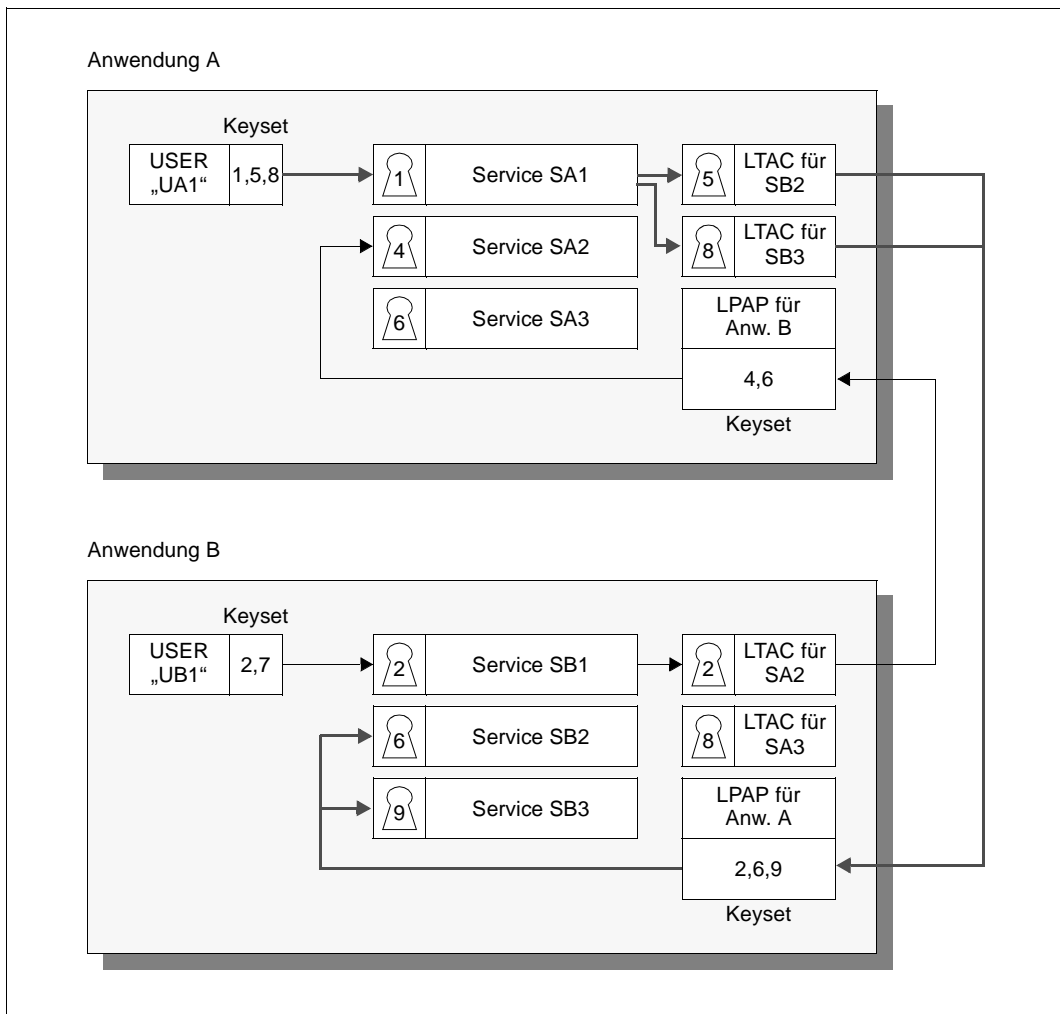 Anwendung A
Keyset
USER
„UA1“
1,5,8
1
Service SA1
5
LTAC für
SB2
4
Service SA2
8
LTAC für
SB3
6
Service SA3
LPAP für
Anw. B
4,6
Keyset
Anwendung B
Keyset
USER
„UB1“
2,7
2
Service SB1
2
LTAC für
SA2
6
Service SB2
8
LTAC für
SA3
9
Service SB3
LPAP für
Anw. A
2,6,9
Keyset